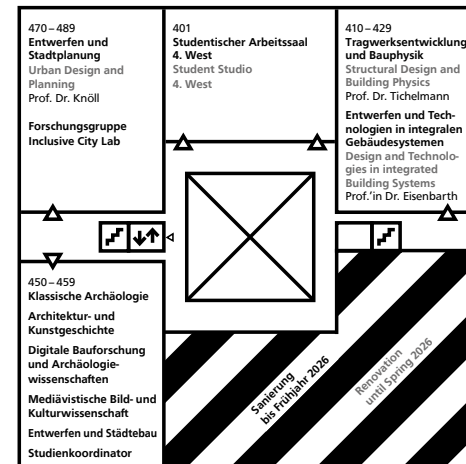 470–489
Entwerfen und
Stadtplanung
Urban Design and
Planning
Prof. Dr. Knöll
Forschungsgruppe
Inclusive City Lab
401
Studentischer Arbeitssaal
4. West
Student Studio
4. West
410–429
Tragwerksentwicklung
und Bauphysik
Structural Design and
Building Physics
Prof. Dr. Tichelmann
Entwerfen und Tech-
nologien in integralen
Gebäudesystemen
Design and Technolo-
gies in integrated
Building Systems
Prof.'in Dr. Eisenbarth
450–459
Klassische Archäologie
Architektur- und
Kunstgeschichte
Digitale Bauforschung
und Archäologie-
wissenschaften
Mediävistische Bild- und
Kulturwissenschaft
Entwerfen und Städtebau
Studienkoordinator
Sanierung
bis Frühjahr 2026
Renovation
until Spring 2026